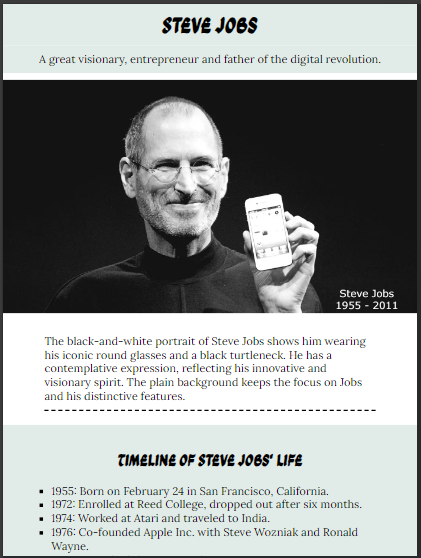 STEVE JOBS
A great visionary, entrepreneur and father of the digital revolution.
Steve Jobs
1955 - 2011
The black-and-white portrait of Steve Jobs shows him wearing
his iconic round glasses and a black turtleneck. He has a
contemplative expression, reflecting his innovative and
visionary spirit. The plain background keeps the focus on Jobs
and his distinctive features.
TIMELINE OF STEVE JOBS' LIFE
▪ 1955: Born on February 24 in San Francisco, California.
▪ 1972: Enrolled at Reed College, dropped out after six months.
▪ 1974: Worked at Atari and traveled to India.
▪ 1976: Co-founded Apple Inc. with Steve Wozniak and Ronald
Wayne.